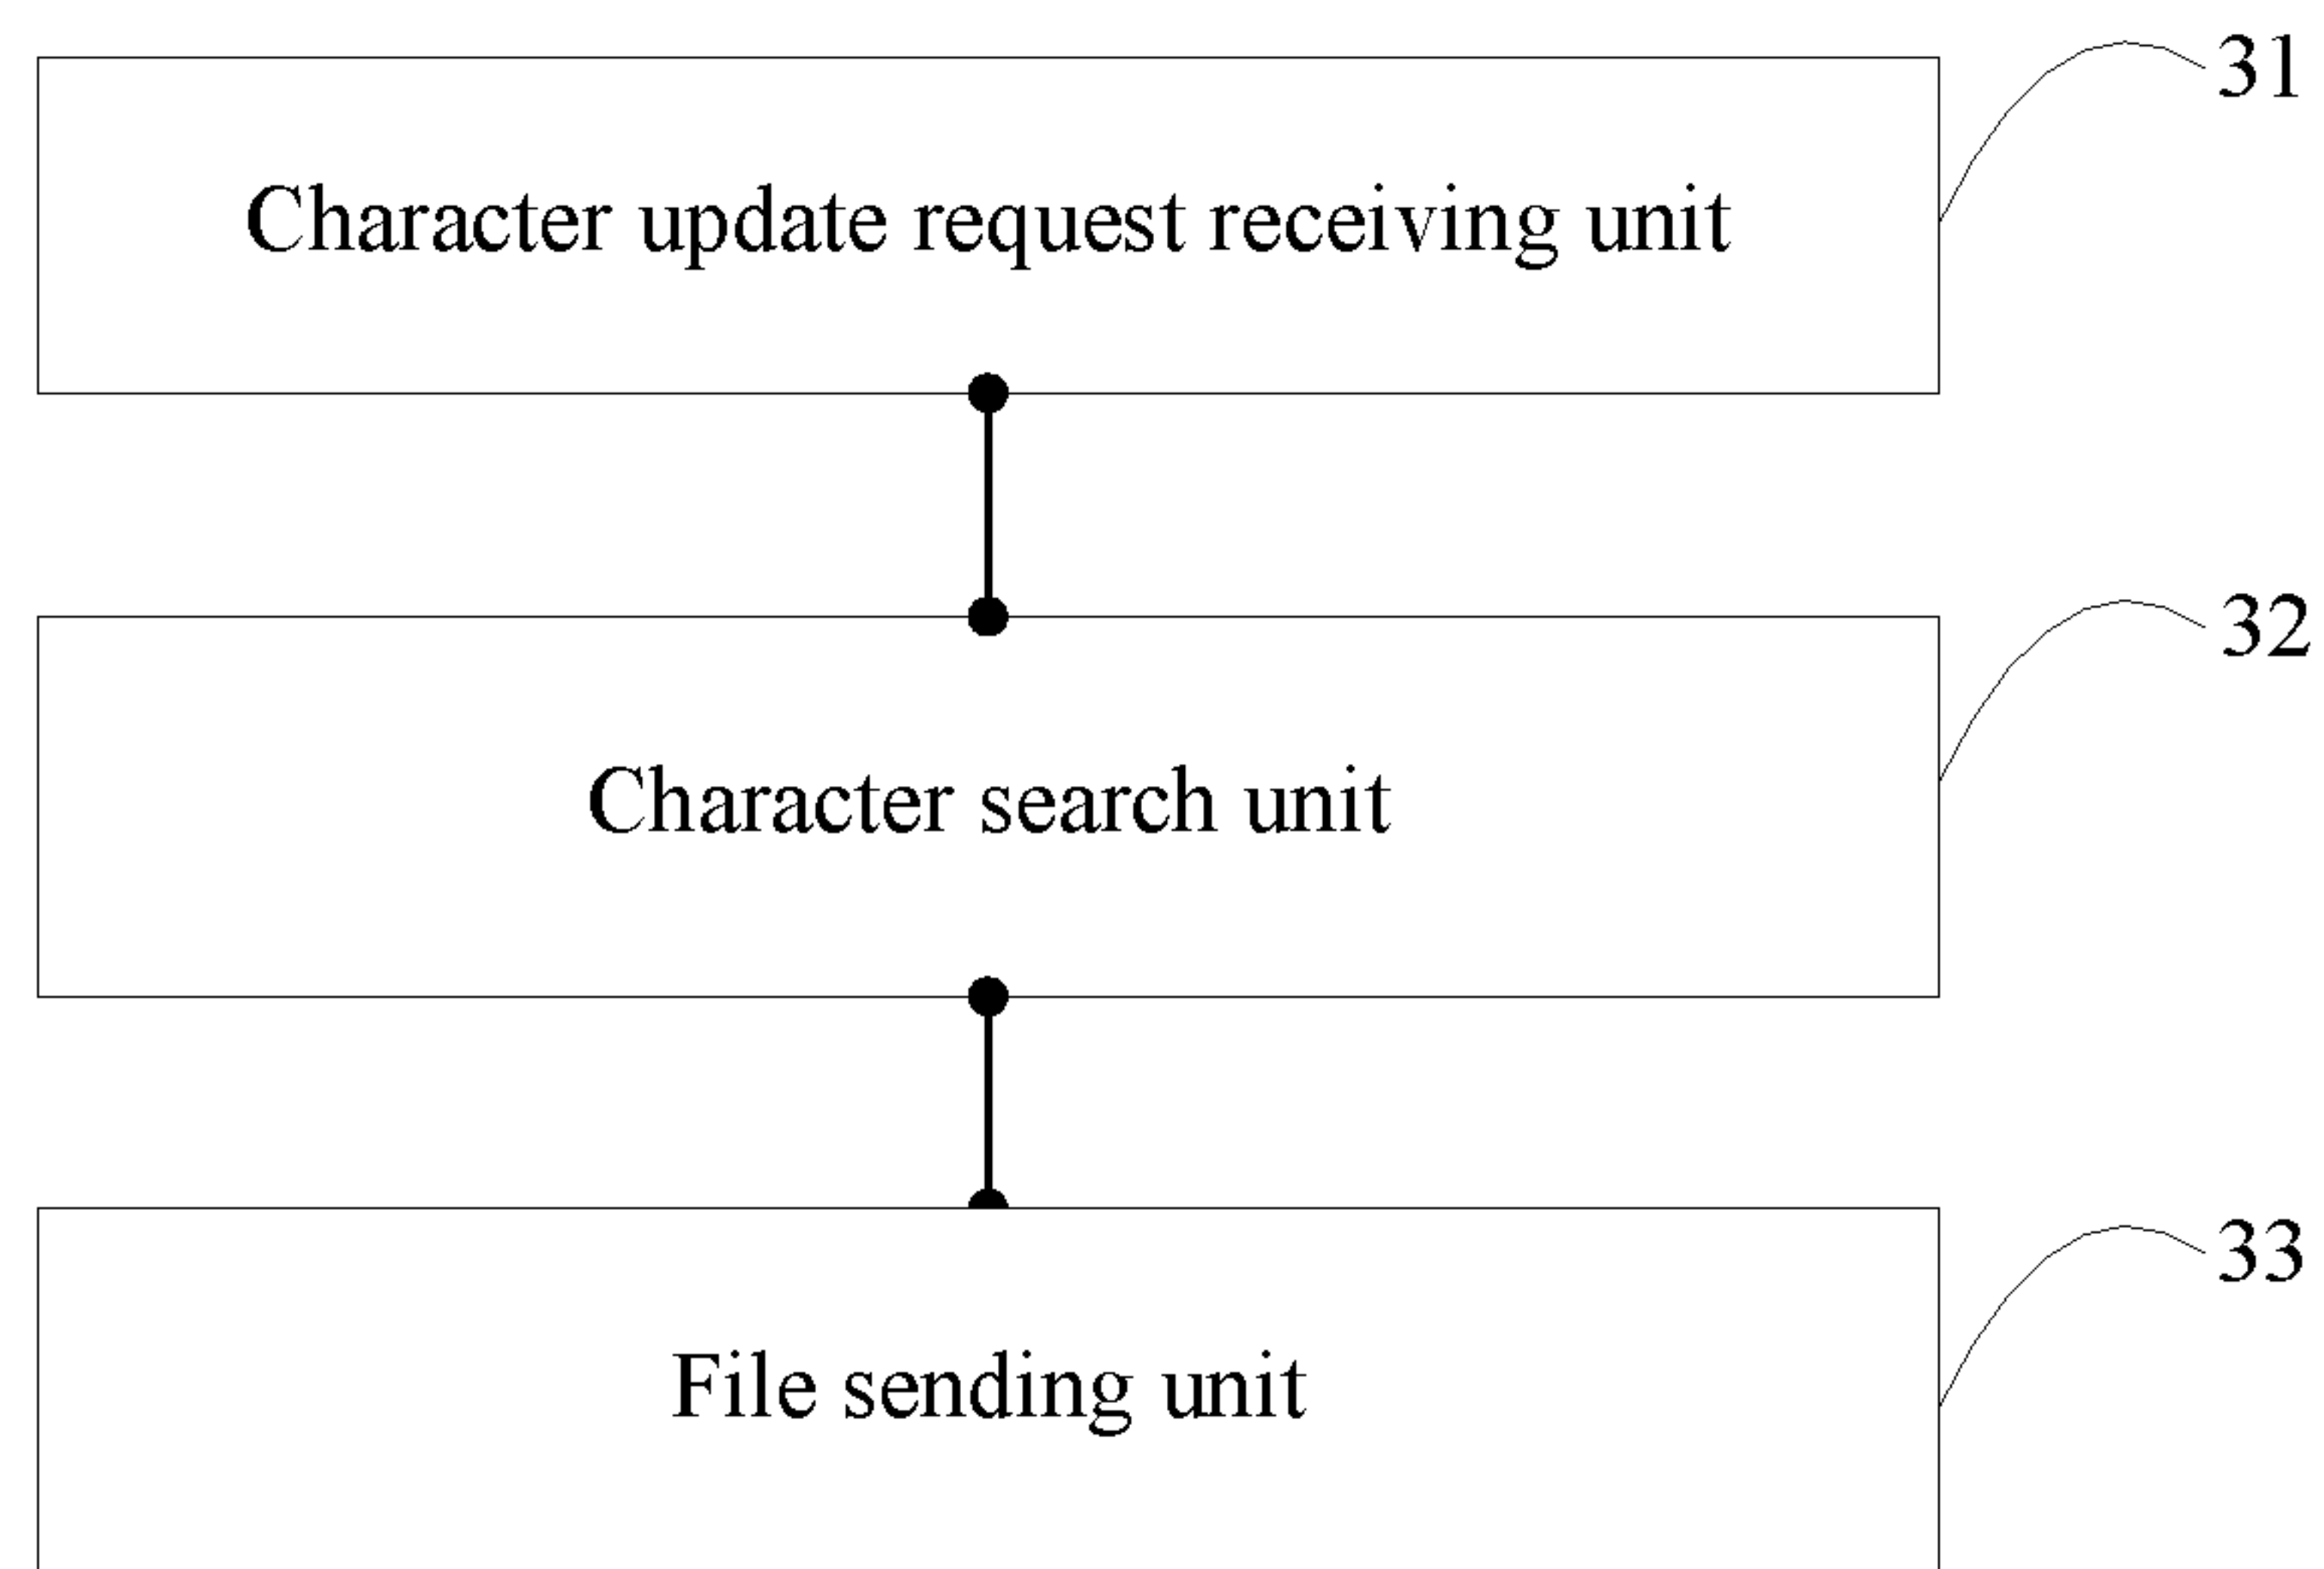 31
Character update request receiving unit
32
Character search unit
33
File sending unit